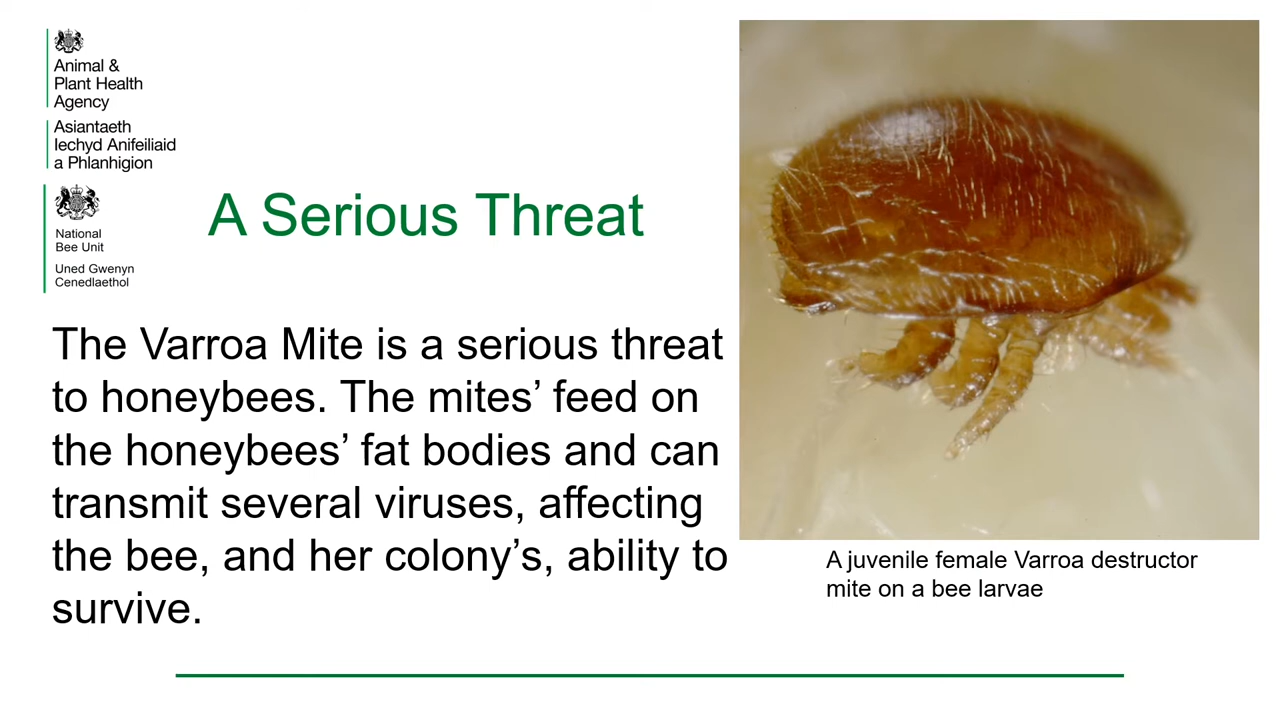 Animal &
Plant Health
Agency
Asiantaeth
Iechyd Anifeiliaid
a Phlanhigion
National
Bee Unit
Uned Gwenyn
Cenedlaethol
A Serious Threat
The Varroa Mite is a serious threat
to honeybees. The mites’ feed on
the honeybees’ fat bodies and can
transmit several viruses, affecting
the bee, and her colony’s, ability to
survive.
A juvenile female Varroa destructor
mite on a bee larvae